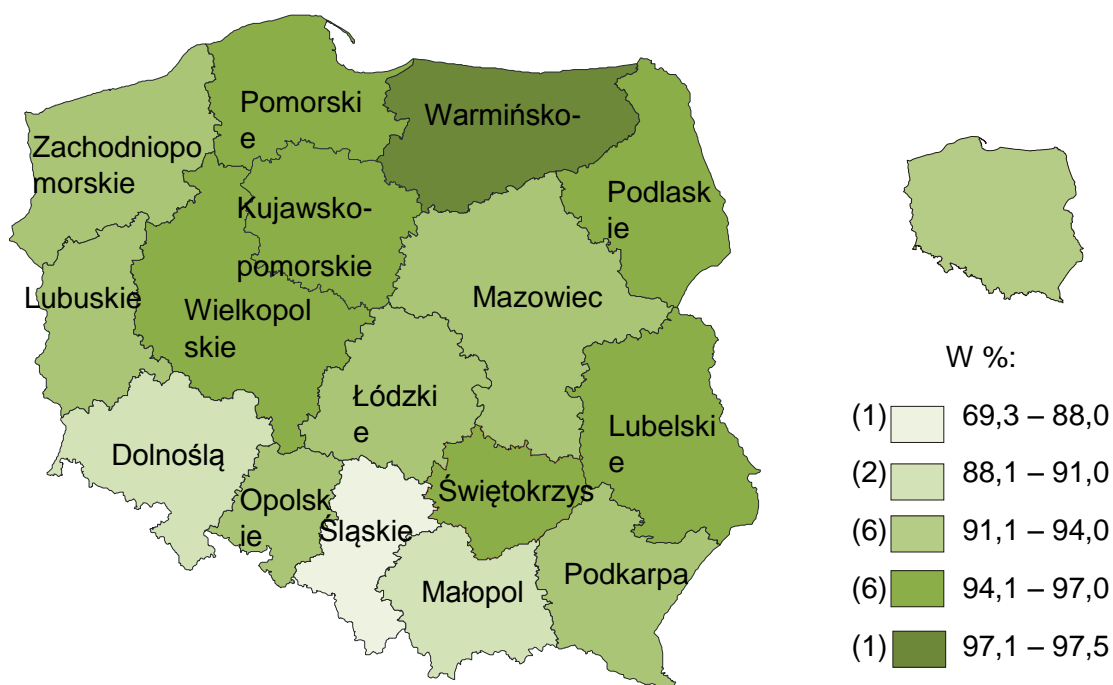 Pomorski
e
Warmińsko-
Zachodniopo
morskie
Podlask
ie
Kujawsko-
pomorskie
Lubuskie
Wielkopol
skie
Mazowiec
Łódzki
e
Lubelski
e
Dolnoślą
Opolsk
ie
Śląskie
Świętokrzys
Małopol
Podkarpa
W %:
(1) 69,3 – 88,0
(2) 88,1 – 91,0
(6) 91,1 – 94,0
(6) 94,1 – 97,0
(1) 97,1 – 97,5